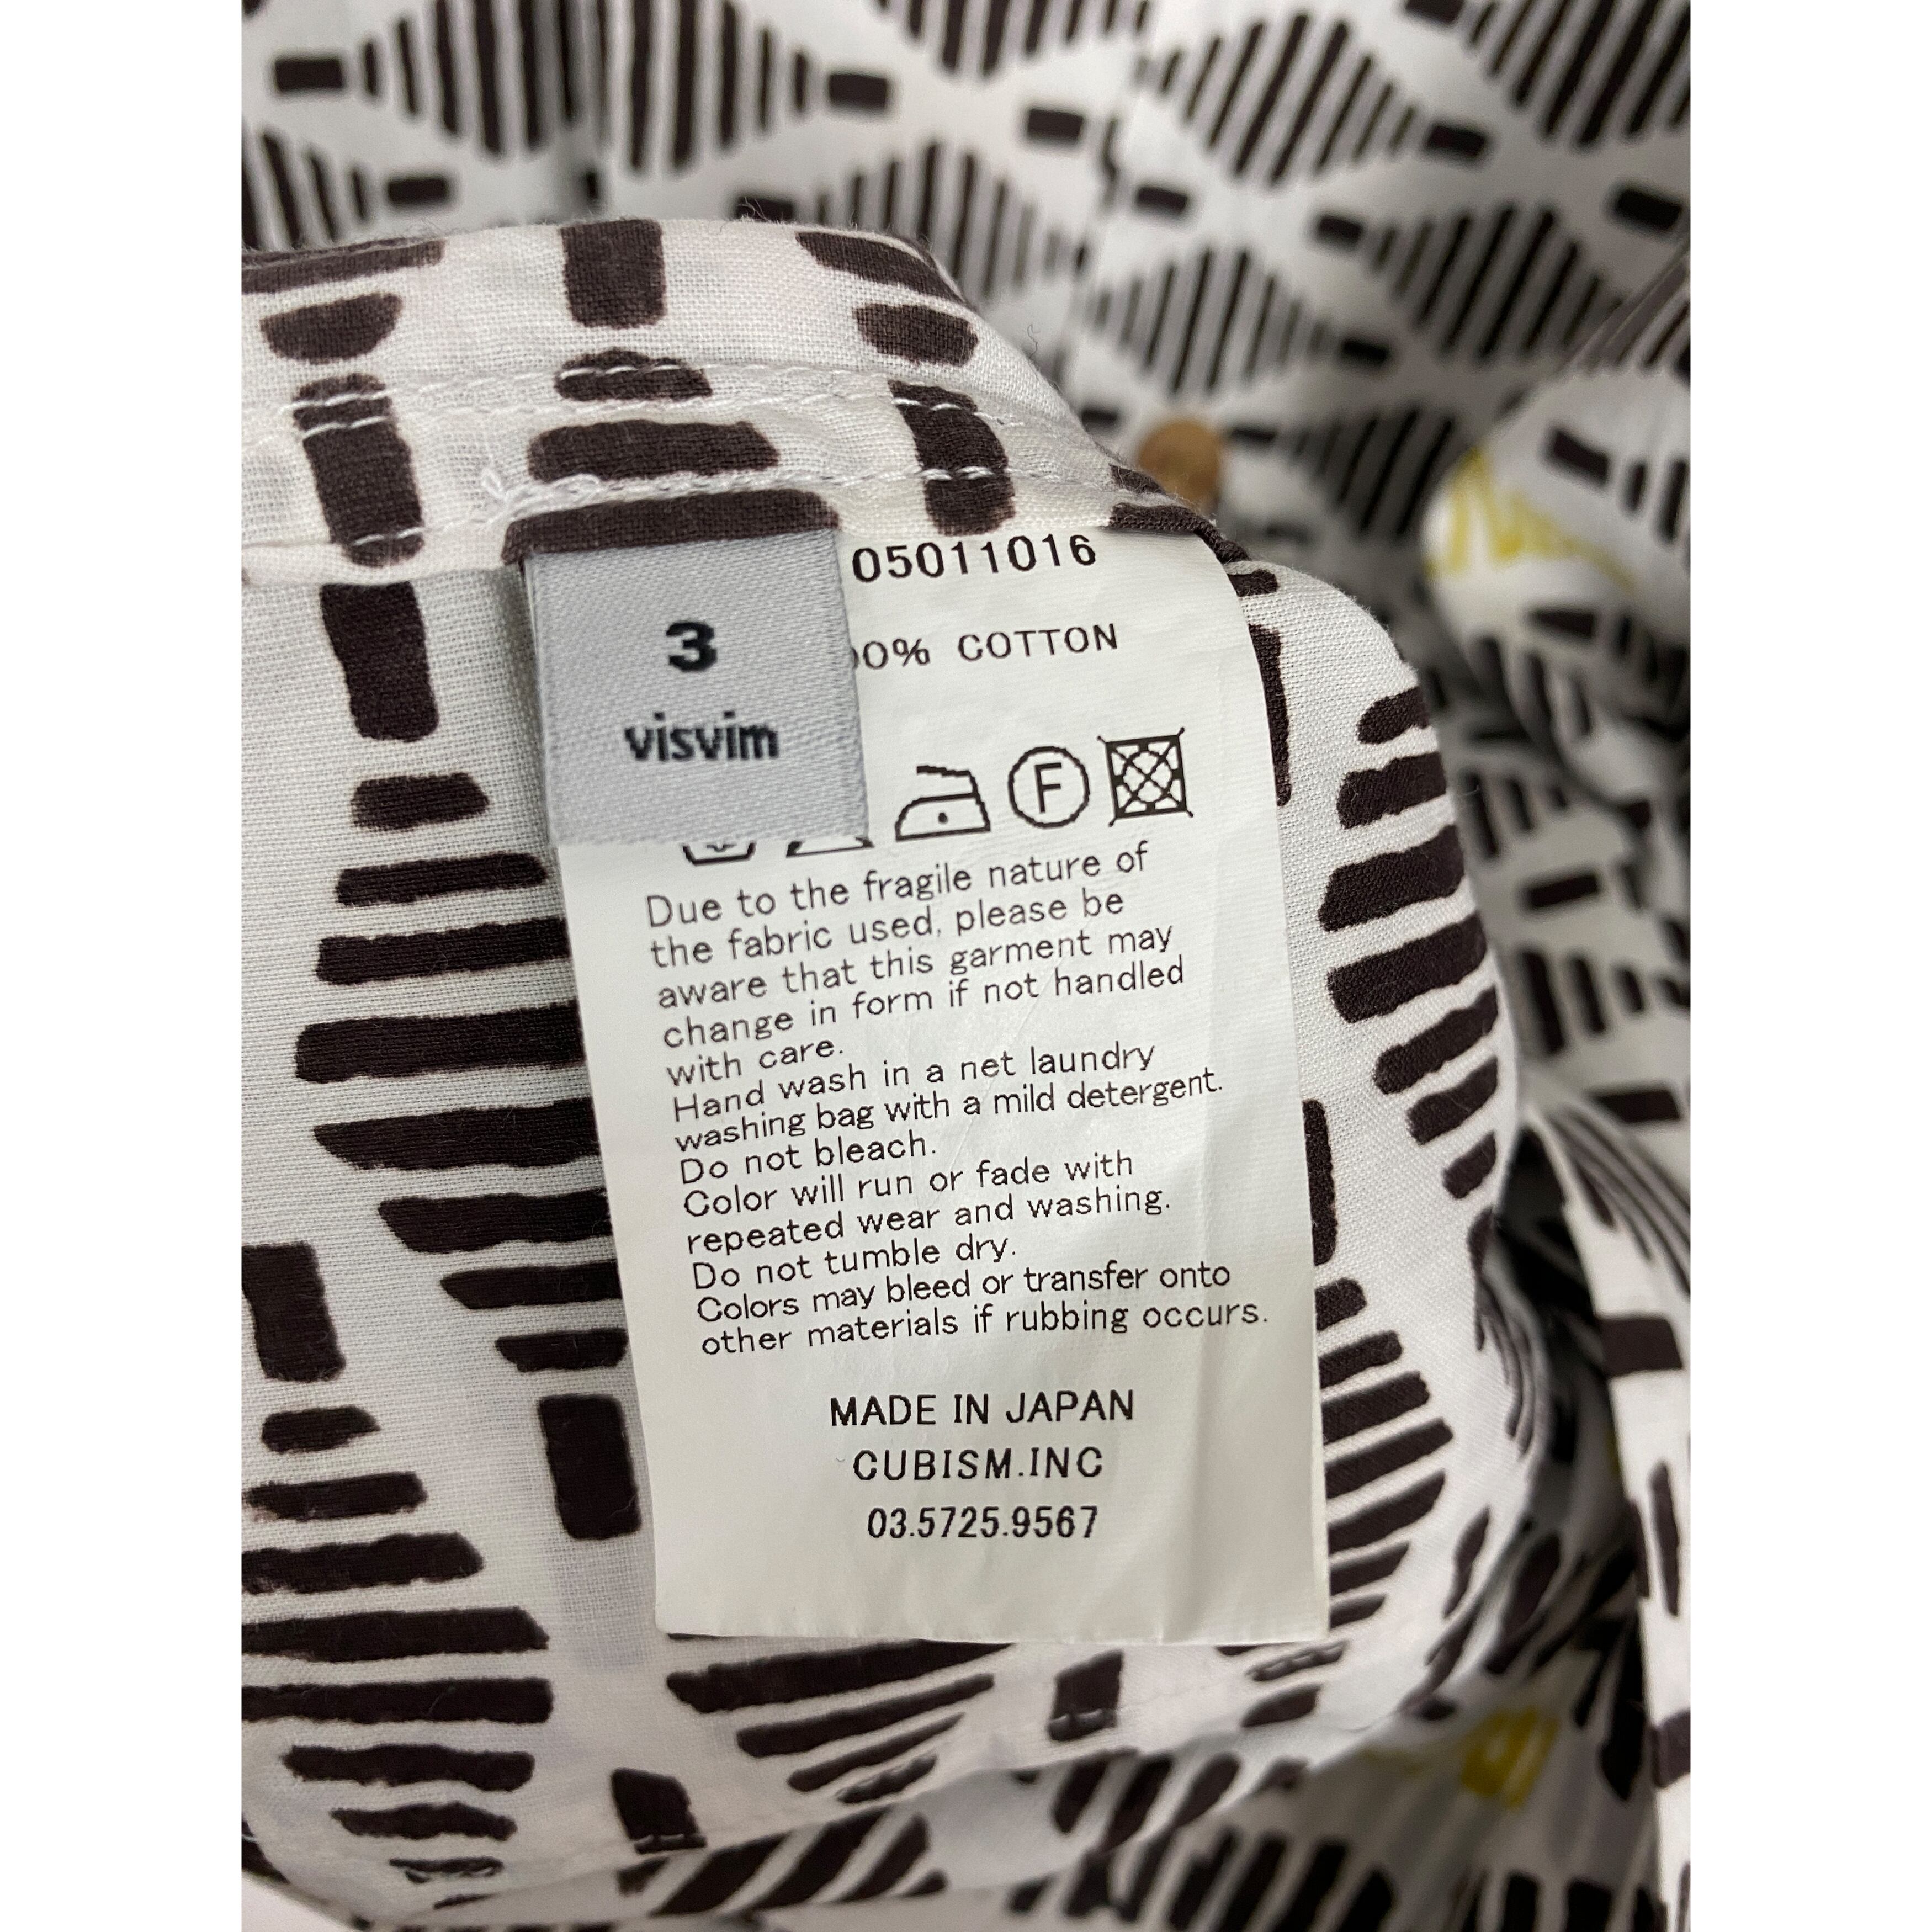 05011016
3
visvim
00% COTTON
F
Due to the fragile nature of
the fabric used, please be
aware that this garment may
change in form if not handled
with care.
Hand wash in a net laundry
washing bag with a mild detergent.
Do not bleach.
Color will run or fade with
repeated wear and washing.
Do not tumble dry.
Colors may bleed or transfer onto
other materials if rubbing occurs.
MADE IN JAPAN
CUBISM.INC
03.5725.9567